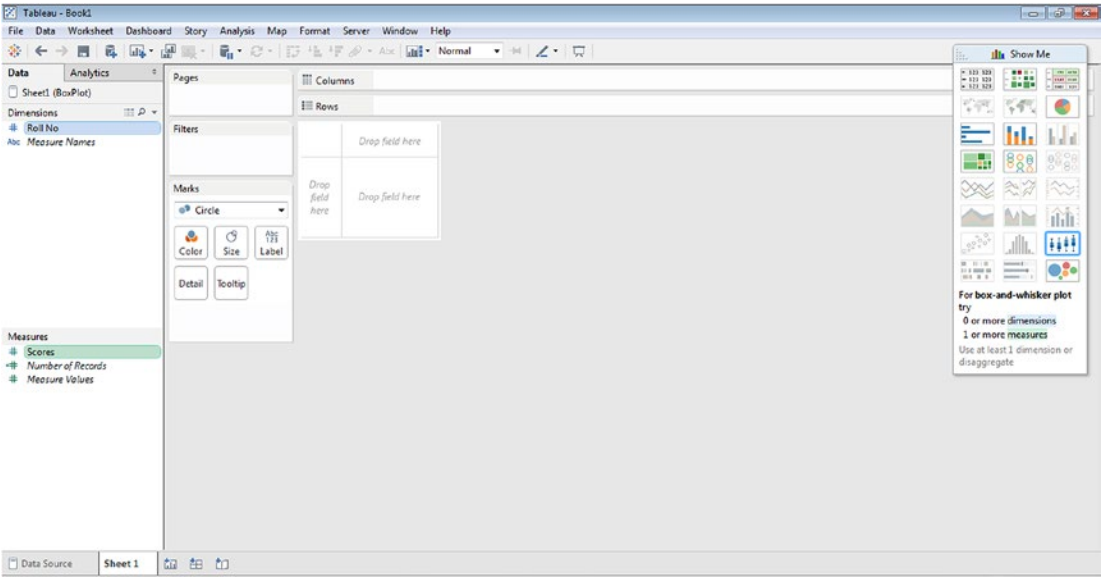 Tableau - Book1
File Data Worksheet Dashboard Story Analysis Map Format Server Window Help
Abc Normal
Data Analytics
Sheet1 (BoxPlot)
Dimensions
# Roll No
Abc Measure Names
Measures
# Scores
# Number of Records
# Measure Values
Pages
Filters
Marks
Circle
Color Size Label
Detail Tooltip
Columns
Rows
Drop field here
Drop
field
here
Drop field here
Show Me
For box-and-whisker plot
try
0 or more dimensions
1 or more measures
Use at least 1 dimension or
disaggregate
Data Source Sheet 1